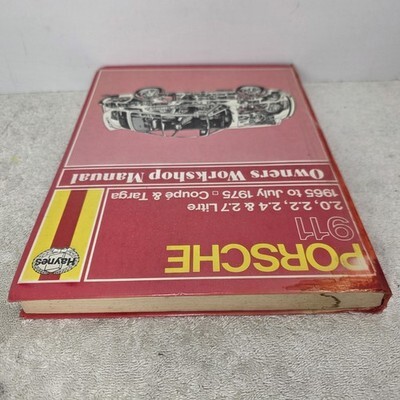 PORSCHE
911
2.0, 2.2, 2.4 & 2.7 Litre
1965 to July 1975 □ Coupé & Targa
Owners Workshop Manual
Haynes